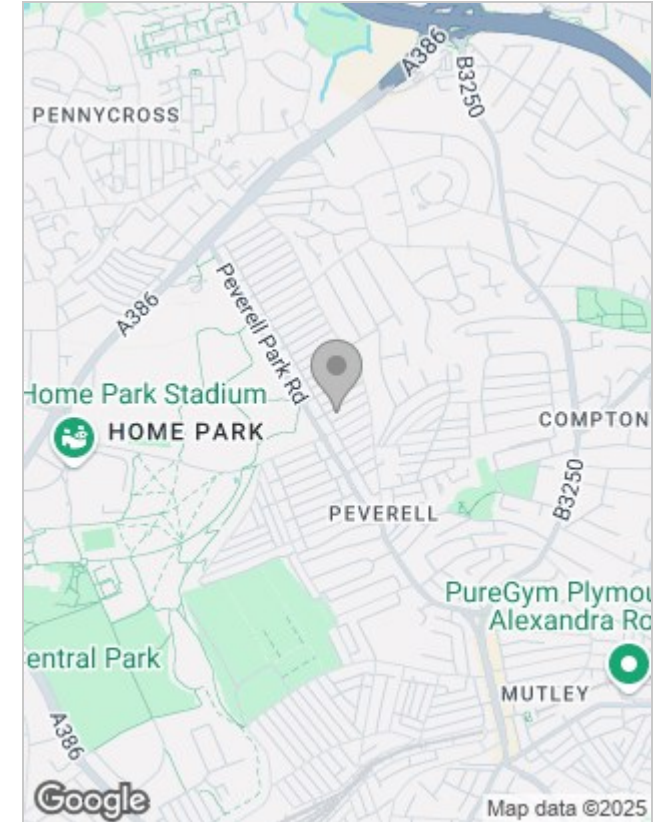 A386
B3250
PENNYCROSS
Peverell Park Rd
A386
Home Park Stadium
HOME PARK
COMPTON
B3250
PEVERELL
PureGym Plymou
Alexandra Ro
entral Park
MUTLEY
A386
Google
Map data ©2025